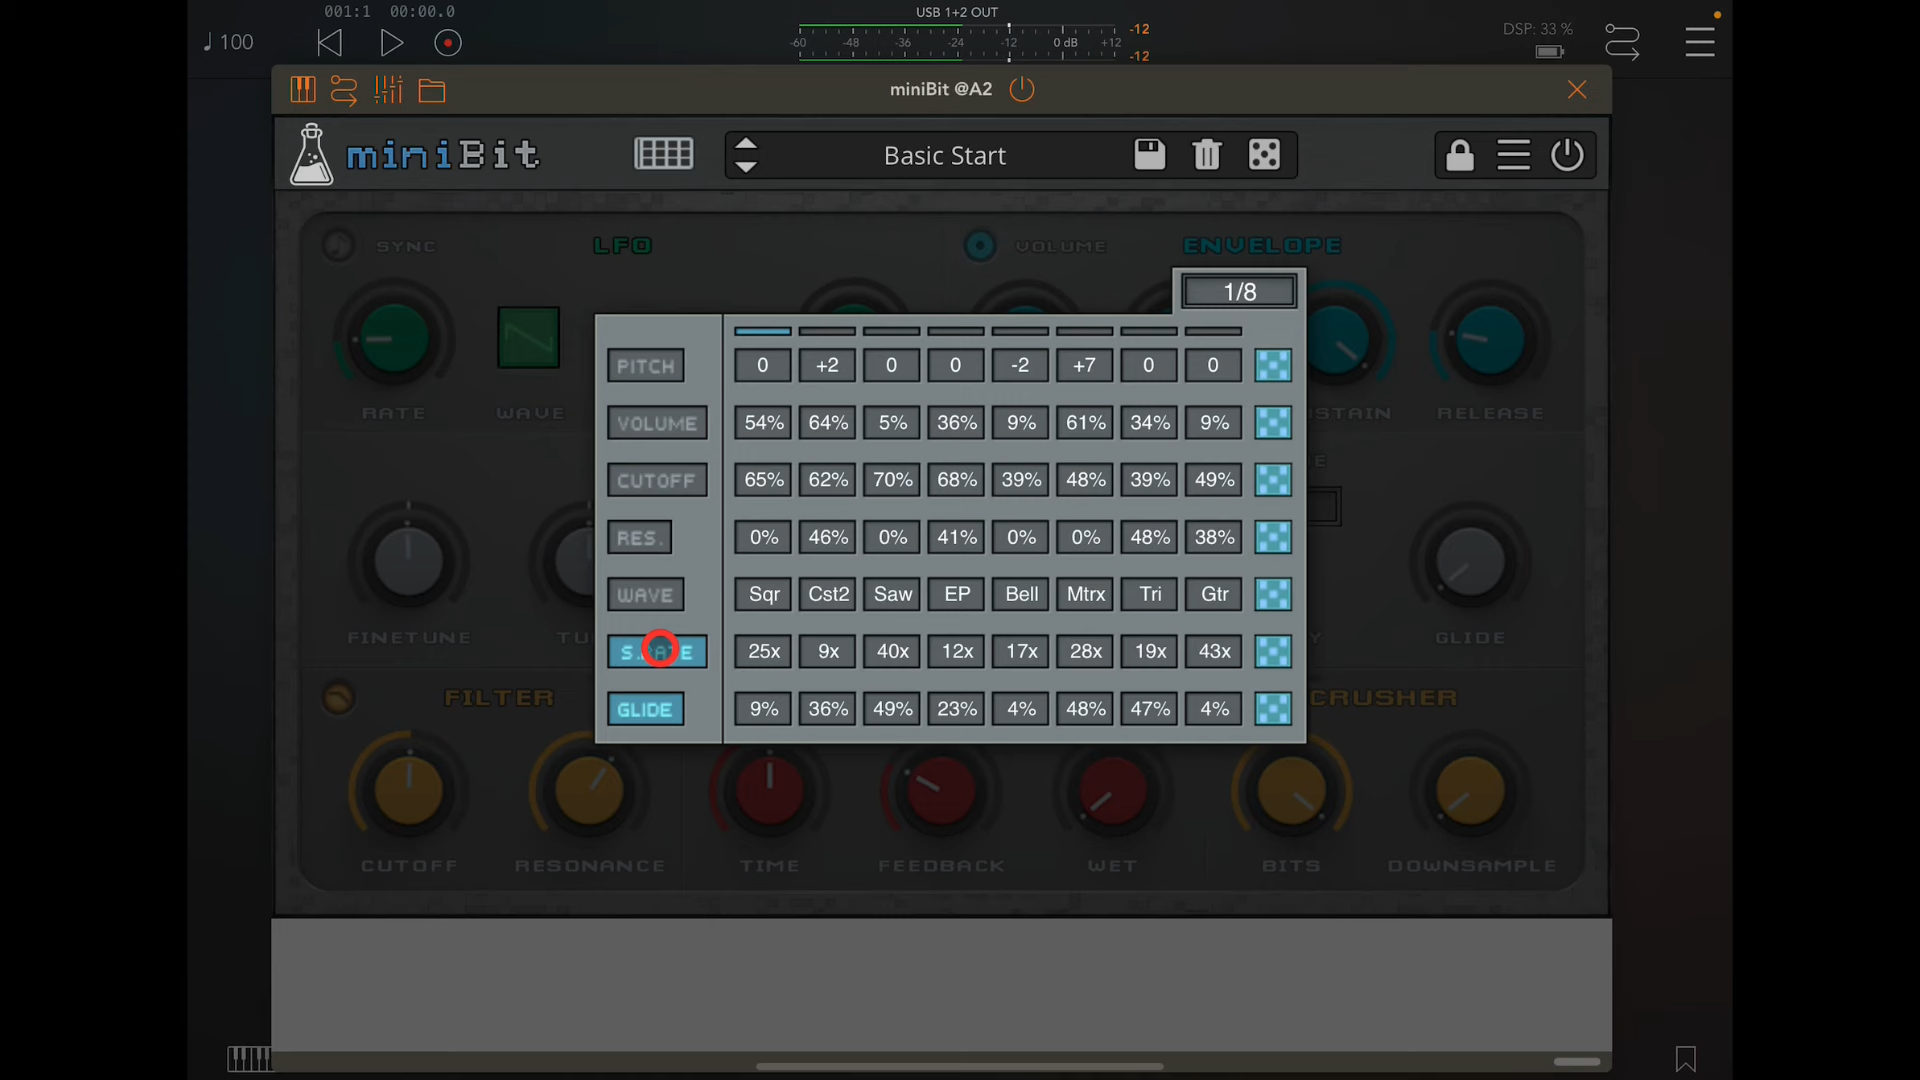 001:1 00:00.0
USB 1+2 OUT
♩ 100
-60 -48 -36 -24 -12 0 dB +12
-12
-12
DSP: 33 %
miniBit @A2
miniBit
Basic Start
SYNC LFO VOLUME ENVELOPE
1/8
RATE WAVE STAIN RELEASE
PITCH 0 +2 0 0 -2 +7 0 0
VOLUME 54% 64% 5% 36% 9% 61% 34% 9%
CUTOFF 65% 62% 70% 68% 39% 48% 39% 49%
RES. 0% 46% 0% 41% 0% 0% 48% 38%
WAVE Sqr Cst2 Saw EP Bell Mtrx Tri Gtr
FINETUNE TU Y GLIDE
S.RATE 25x 9x 40x 12x 17x 28x 19x 43x
GLIDE 9% 36% 49% 23% 4% 48% 47% 4%
FILTER CRUSHER
CUTOFF RESONANCE TIME FEEDBACK WET BITS DOWNSAMPLE